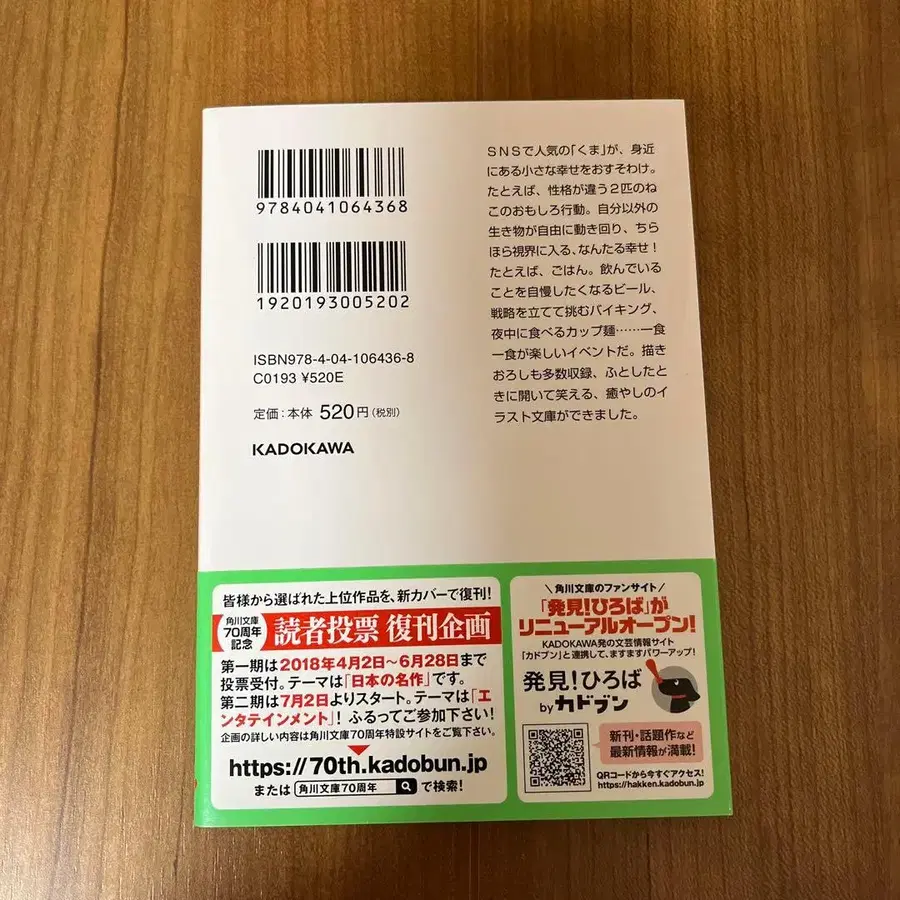 9784041064368
1920193005202
ISBN978-4-04-106436-8
C0193 ¥520E
定価:本体 520円(税別)
KADOKAWA
SNSで人気の「くま」が、身近
にある小さな幸せをおすそわけ。
たとえば、性格が違う2匹のね
このおもしろ行動。自分以外の
生き物が自由に動き回り、ちら
ほら視界に入る、なんたる幸せ!
たとえば、ごはん。飲んでいる
ことを自慢したくなるビール、
戦略を立てて挑むバイキング、
夜中に食べるカップ麺……一食
一食が楽しいイベントだ。描き
おろしも多数収録、ふとしたと
きに開いて笑える、癒やしのイ
ラスト文庫ができました。
皆様から選ばれた上位作品を、新カバーで復刊!
角川文庫
70周年
記念
読者投票 復刊企画
第一期は2018年4月2日~6月28日まで
投票受付。テーマは「日本の名作」です。
第二期は7月2日よりスタート。テーマは「エ
ンタテインメント」! ふるってご参加下さい!
企画の詳しい内容は角川文庫70周年特設サイトをご覧下さい。
https://70th.kadobun.jp
または 角川文庫70周年 で検索!
\角川文庫のファンサイト/
「発見!ひろば」が
リニューアルオープン!
KADOKAWA発の文芸情報サイト
「カドブン」と連携して、ますますパワーアップ!
発見!ひろば
by カドブン
新刊・話題作など
最新情報が満載!
QRコードから今すぐアクセス!
https://hakken.kadobun.jp